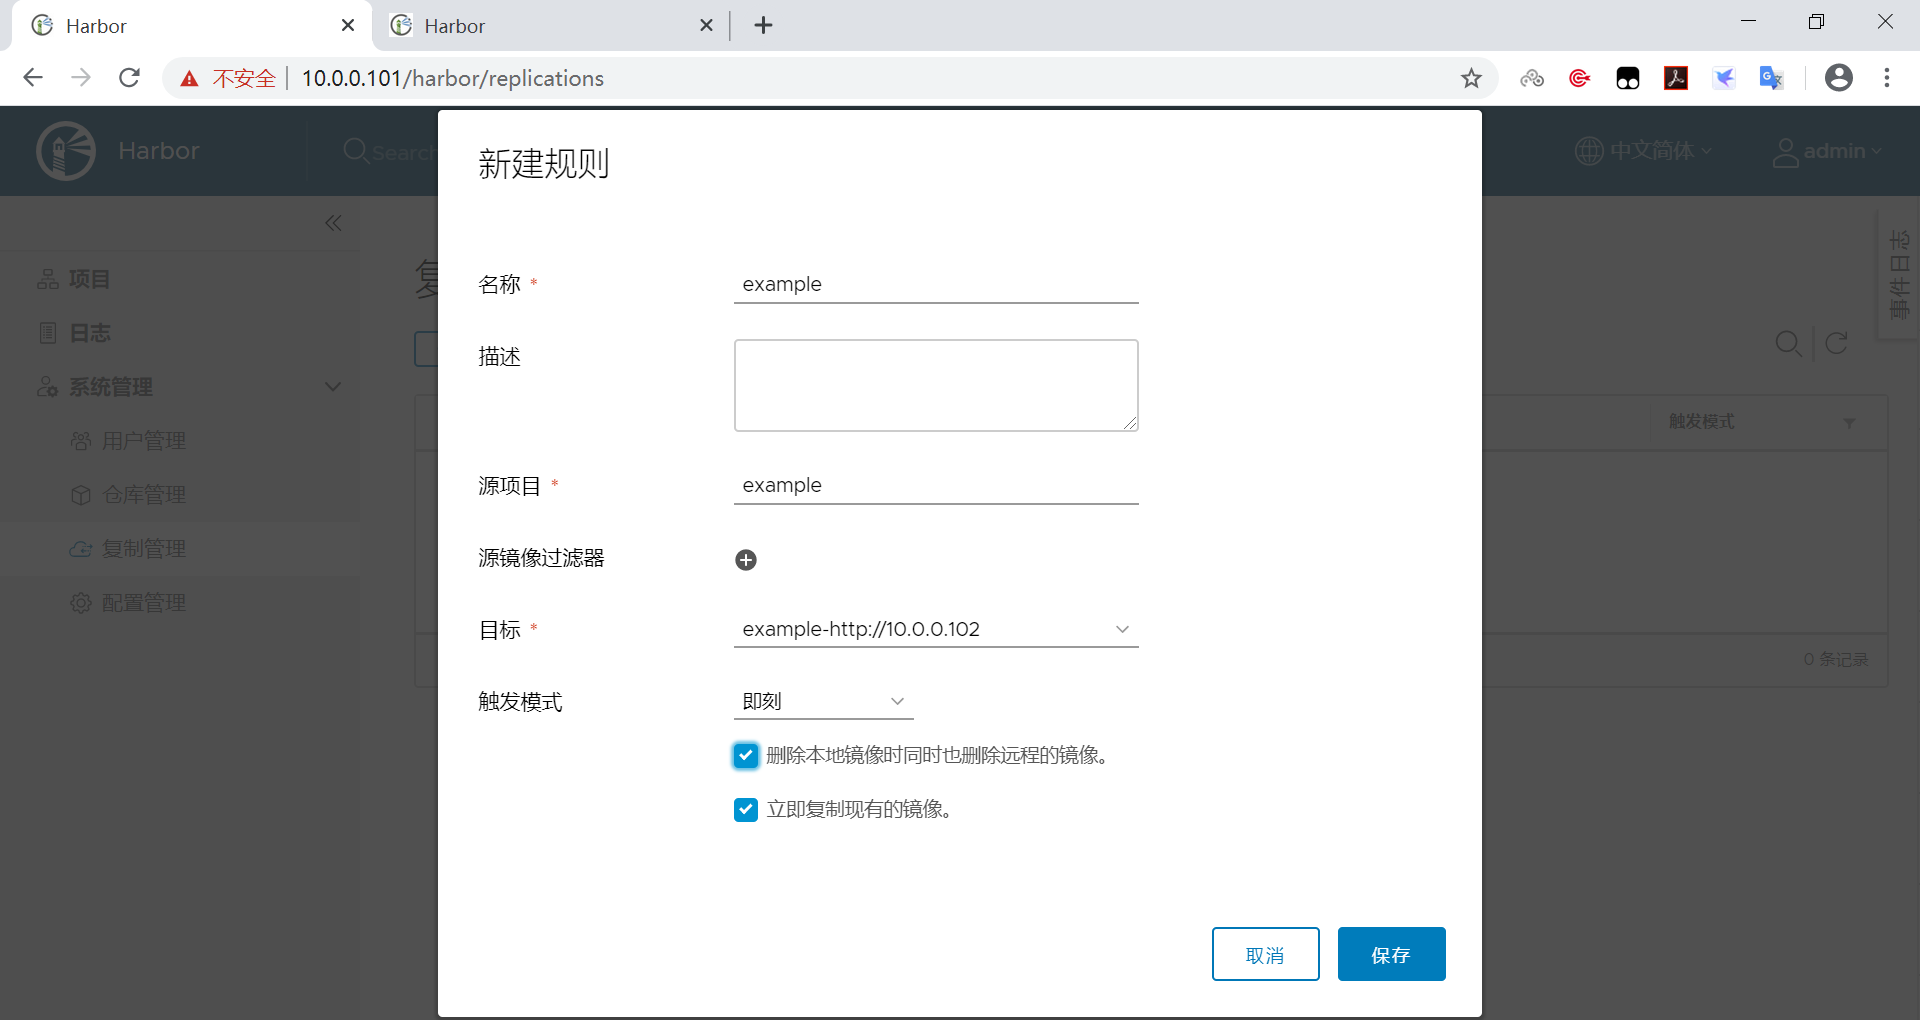 Harbor
Harbor
不安全
10.0.0.101/harbor/replications
Harbor
Search
中文简体
admin
项目
日志
系统管理
用户管理
仓库管理
复制管理
配置管理
复
事件日志
触发模式
0 条记录
新建规则
名称 *
example
描述
源项目 *
example
源镜像过滤器
目标 *
example-http://10.0.0.102
触发模式
即刻
删除本地镜像时同时也删除远程的镜像。
立即复制现有的镜像。
取消
保存